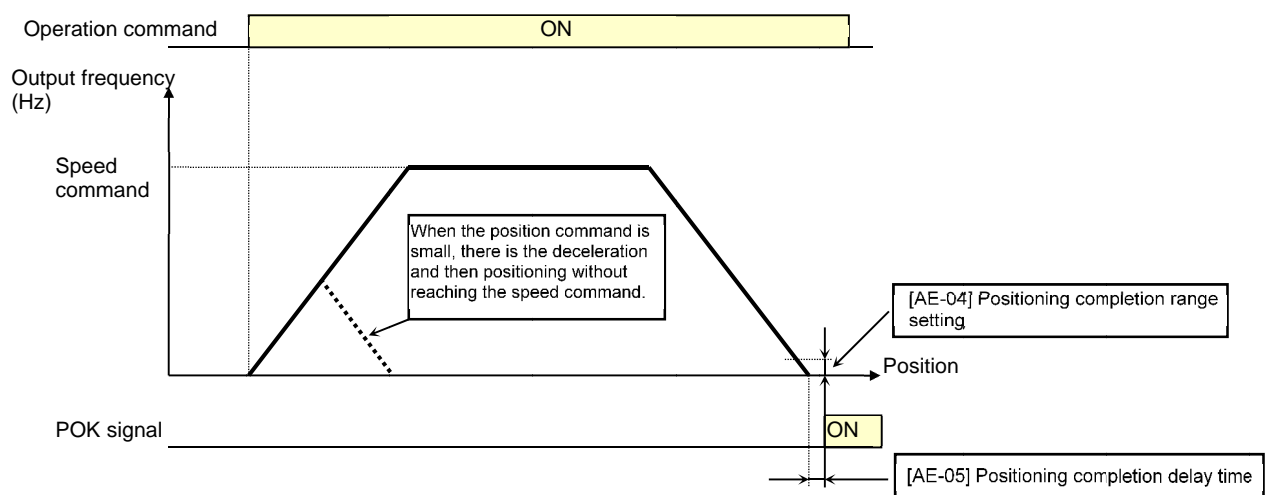 Operation command
ON
Output frequency
(Hz)
Speed
command
When the position command is
small, there is the deceleration
and then positioning without
reaching the speed command.
[AE-04] Positioning completion range
setting
Position
POK signal
ON
[AE-05] Positioning completion delay time